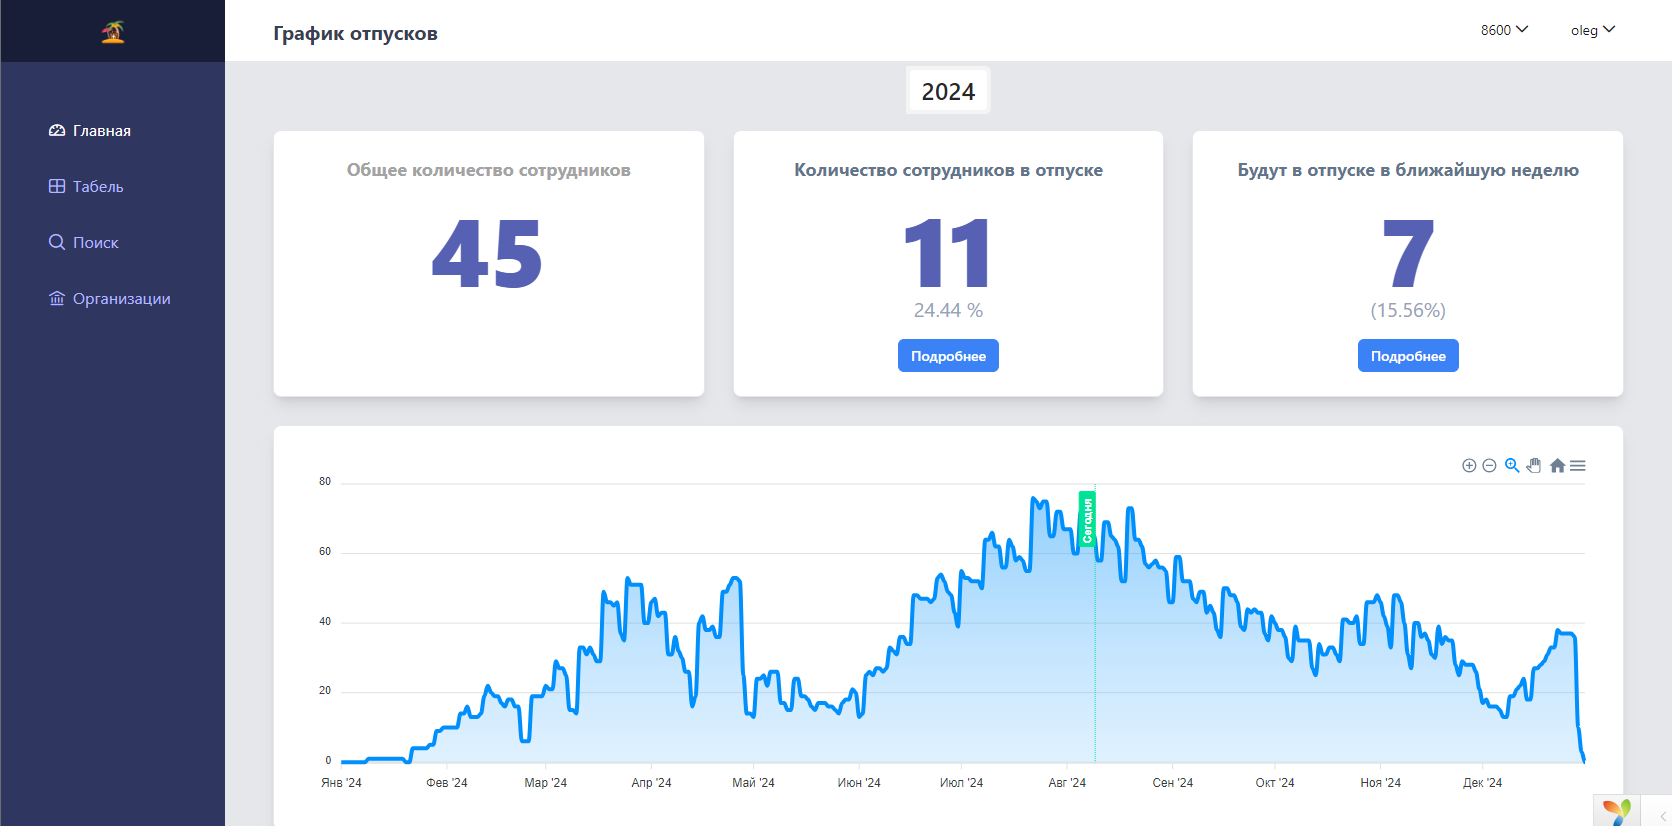 График отпусков
8600
oleg
Главная
Табель
Поиск
Организации
2024
Общее количество сотрудников
45
Количество сотрудников в отпуске
11
24.44 %
Подробнее
Будут в отпуске в ближайшую неделю
7
(15.56%)
Подробнее
80
60
40
20
0
Сегодня
Янв '24
Фев '24
Мар '24
Апр '24
Май '24
Июн '24
Июл '24
Авг '24
Сен '24
Окт '24
Ноя '24
Дек '24